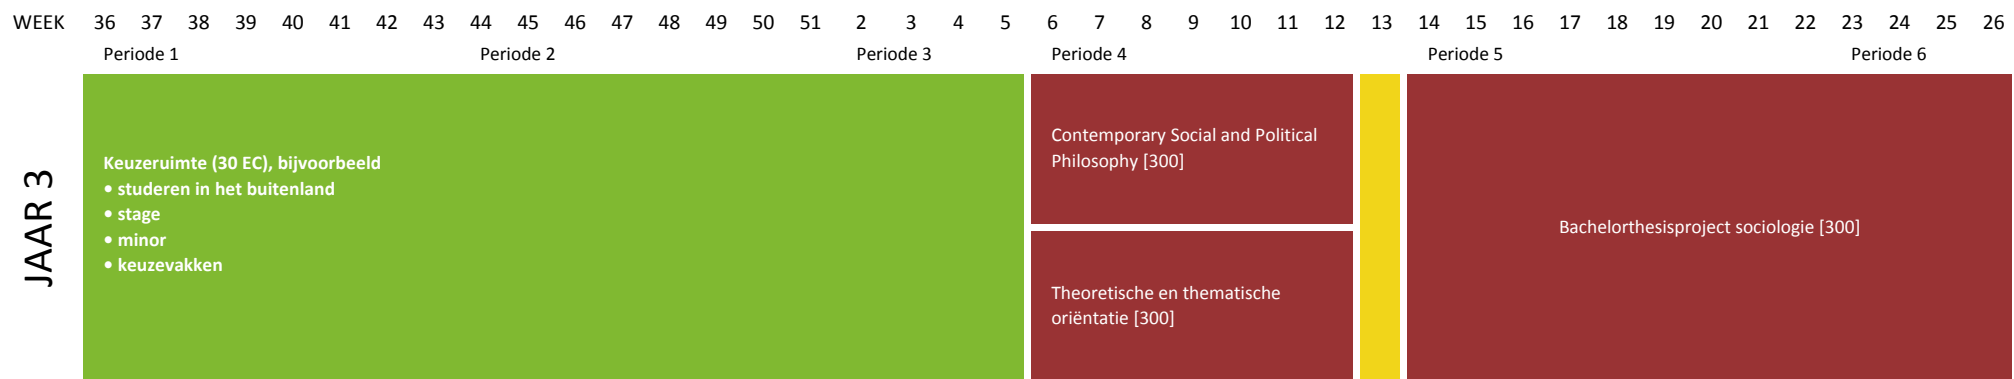 WEEK 36 37 38 39 40 41 42 43 44 45 46 47 48 49 50 51 2 3 4 5 6 7 8 9 10 11 12 13 14 15 16 17 18 19 20 21 22 23 24 25 26
Periode 1 Periode 2 Periode 3 Periode 4 Periode 5 Periode 6
JAAR 3
Keuzeruimte (30 EC), bijvoorbeeld
• studeren in het buitenland
• stage
• minor
• keuzevakken
Contemporary Social and Political
Philosophy [300]
Theoretische en thematische
oriëntatie [300]
Bachelorthesisproject sociologie [300]